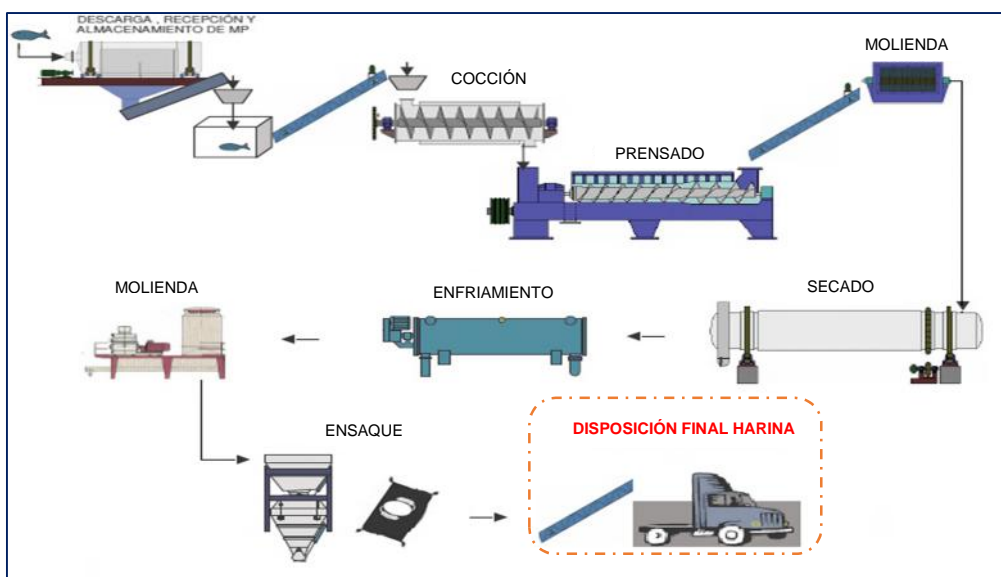 DESCARGA , RECEPCIÓN Y
ALMACENAMIENTO DE MP
COCCIÓN
MOLIENDA
PRENSADO
MOLIENDA
ENFRIAMIENTO
SECADO
ENSAQUE
DISPOSICIÓN FINAL HARINA